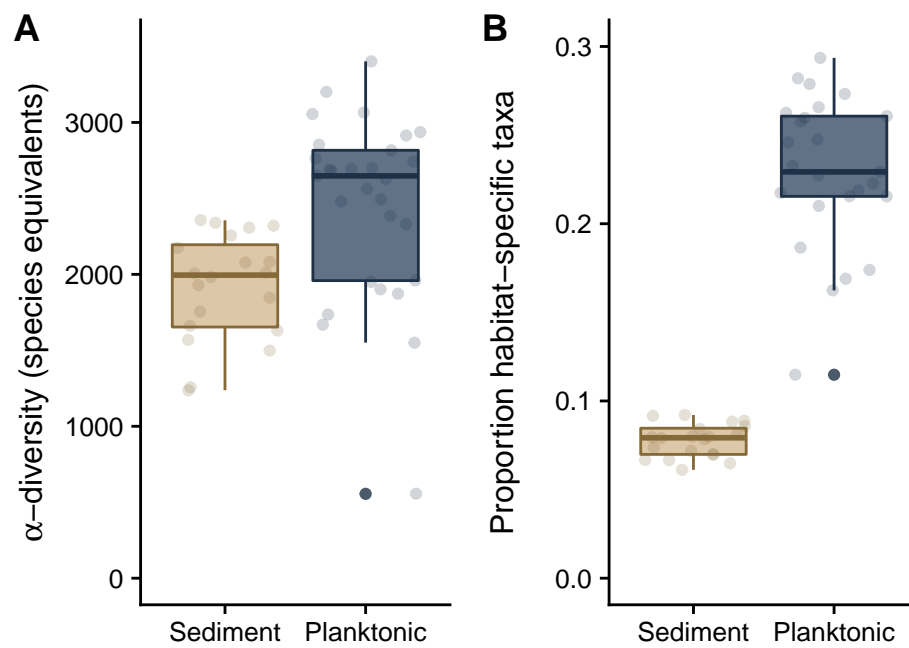 A
α−diversity (species equivalents)
3000
2000
1000
0
Sediment
Planktonic
B
Proportion habitat−specific taxa
0.3
0.2
0.1
0.0
Sediment
Planktonic